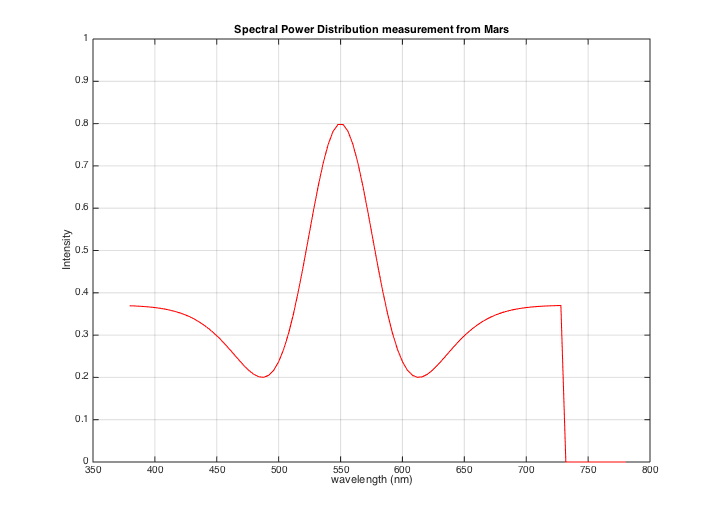 Spectral Power Distribution measurement from Mars
1
0.9
0.8
0.7
0.6
0.5
0.4
0.3
0.2
0.1
0
Intensity
350 400 450 500 550 600 650 700 750 800
wavelength (nm)